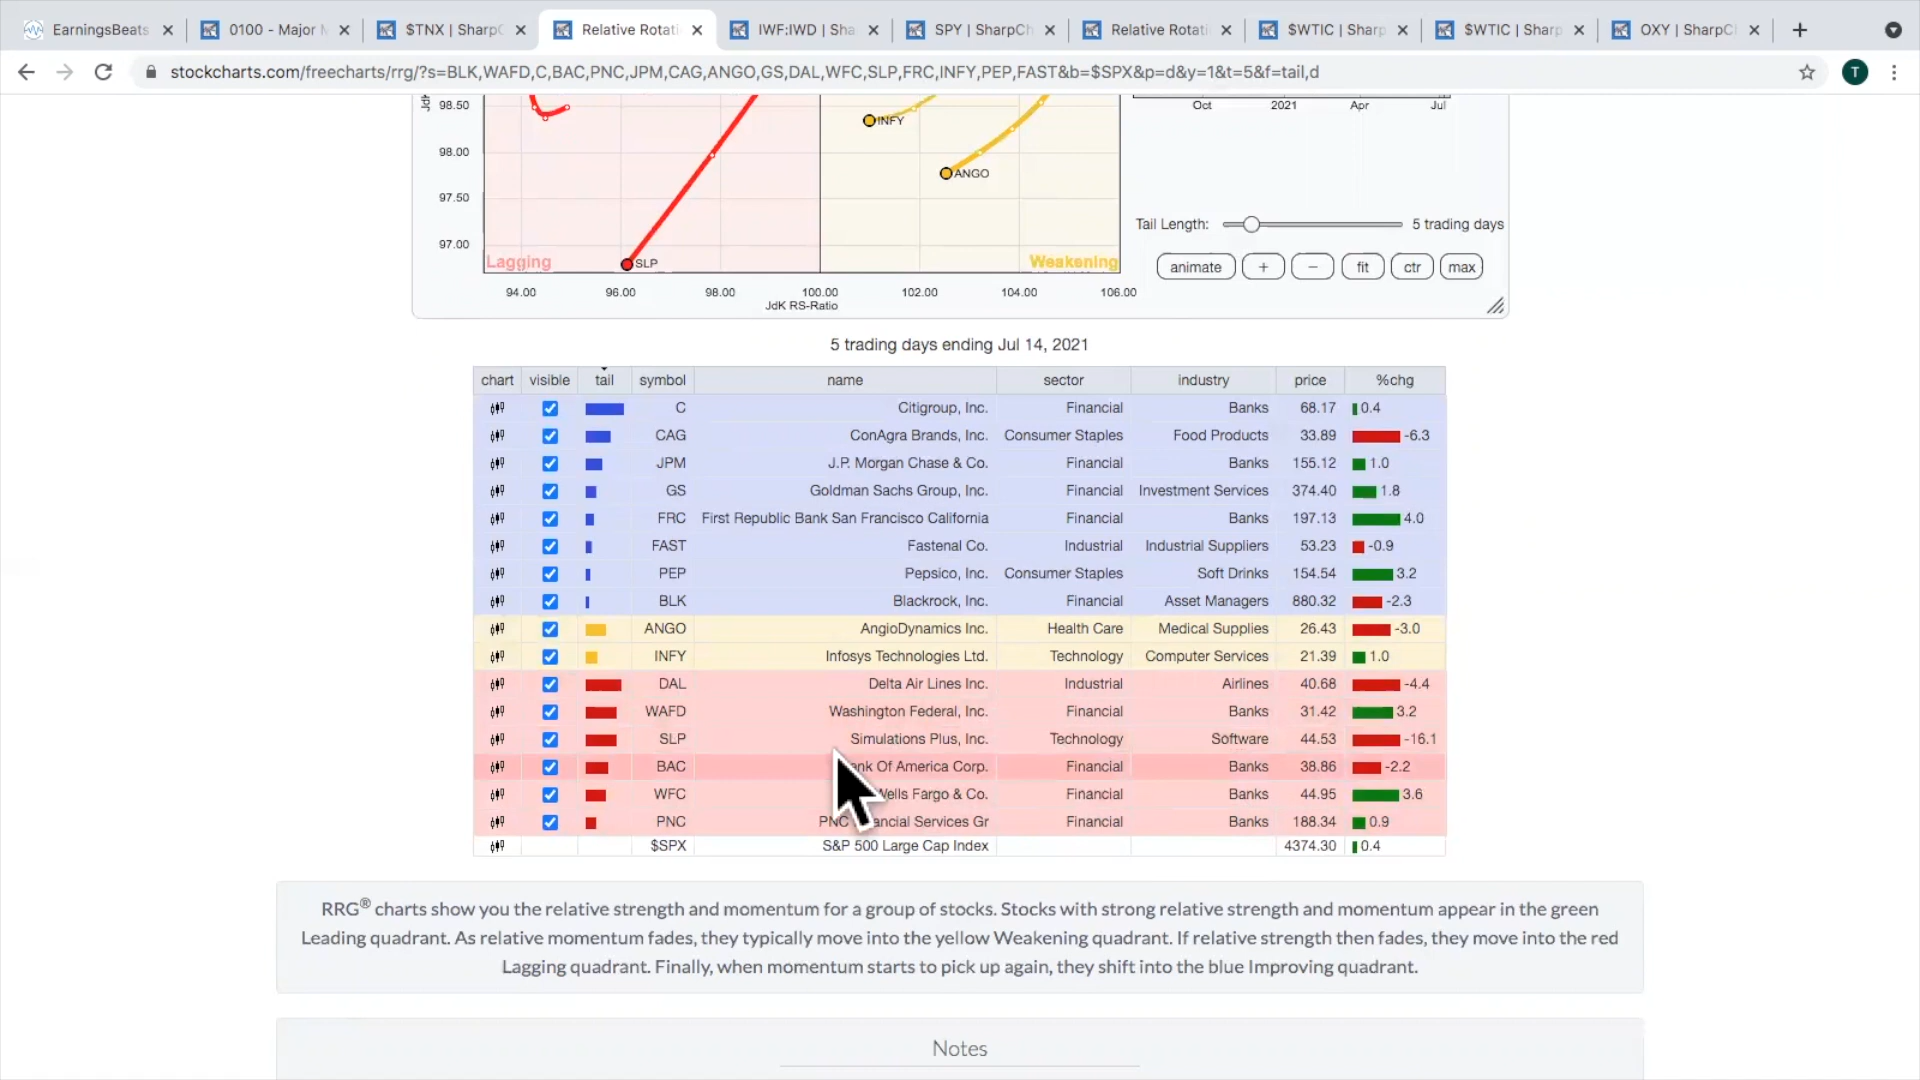 EarningsBeats
0100 - Major M
$TNX | SharpC
Relative Rotati
IWF:IWD | Sha
SPY | SharpCh
Relative Rotati
$WTIC | Sharp
$WTIC | Sharp
OXY | SharpCh
stockcharts.com/freecharts/rrg/?s=BLK,WAFD,C,BAC,PNC,JPM,CAG,ANGO,GS,DAL,WFC,SLP,FRC,INFY,PEP,FAST&b=$SPX&p=d&y=1&t=5&f=tail,d
T
JdK
98.50
98.00
97.50
97.00
INFY
ANGO
SLP
Lagging
Weakening
94.00 96.00 98.00 100.00 102.00 104.00 106.00
JdK RS-Ratio
Oct 2021 Apr Jul
Tail Length: 5 trading days
animate + − fit ctr max
5 trading days ending Jul 14, 2021
chart visible tail symbol name sector industry price %chg
C Citigroup, Inc. Financial Banks 68.17 0.4
CAG ConAgra Brands, Inc. Consumer Staples Food Products 33.89 -6.3
JPM J.P. Morgan Chase & Co. Financial Banks 155.12 1.0
GS Goldman Sachs Group, Inc. Financial Investment Services 374.40 1.8
FRC First Republic Bank San Francisco California Financial Banks 197.13 4.0
FAST Fastenal Co. Industrial Industrial Suppliers 53.23 -0.9
PEP Pepsico, Inc. Consumer Staples Soft Drinks 154.54 3.2
BLK Blackrock, Inc. Financial Asset Managers 880.32 -2.3
ANGO AngioDynamics Inc. Health Care Medical Supplies 26.43 -3.0
INFY Infosys Technologies Ltd. Technology Computer Services 21.39 1.0
DAL Delta Air Lines Inc. Industrial Airlines 40.68 -4.4
WAFD Washington Federal, Inc. Financial Banks 31.42 3.2
SLP Simulations Plus, Inc. Technology Software 44.53 -16.1
BAC nk Of America Corp. Financial Banks 38.86 -2.2
WFC Wells Fargo & Co. Financial Banks 44.95 3.6
PNC PNC ancial Services Gr Financial Banks 188.34 0.9
$SPX S&P 500 Large Cap Index 4374.30 0.4
RRG® charts show you the relative strength and momentum for a group of stocks. Stocks with strong relative strength and momentum appear in the green
Leading quadrant. As relative momentum fades, they typically move into the yellow Weakening quadrant. If relative strength then fades, they move into the red
Lagging quadrant. Finally, when momentum starts to pick up again, they shift into the blue Improving quadrant.
Notes